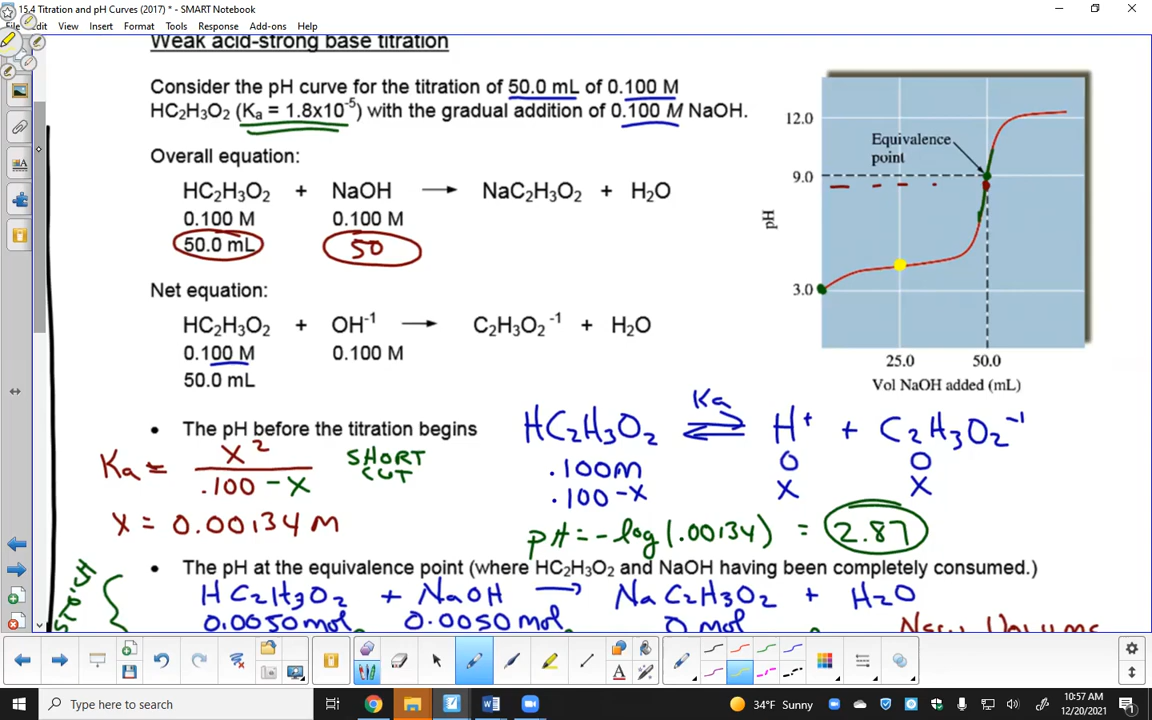 15.4 Titration and pH Curves (2017) * - SMART Notebook
Edit View Insert Format Tools Response Add-ons Help
Weak acid-strong base titration
Consider the pH curve for the titration of 50.0 mL of 0.100 M
HC₂H₃O₂ (Ka = 1.8x10⁻⁵) with the gradual addition of 0.100 M NaOH.
Overall equation:
HC₂H₃O₂ + NaOH → NaC₂H₃O₂ + H₂O
0.100 M 0.100 M
50.0 mL 50
Net equation:
HC₂H₃O₂ + OH⁻¹ → C₂H₃O₂⁻¹ + H₂O
0.100 M 0.100 M
50.0 mL
12.0
Equivalence
point
9.0
pH
3.0
25.0 50.0
Vol NaOH added (mL)
• The pH before the titration begins
Ka = x² / .100 - x
SHORT
CUT
x = 0.00134 M
Ka
HC₂H₃O₂ ⇌ H⁺ + C₂H₃O₂⁻¹
.100M 0 0
.100-x x x
pH = -log(.00134) = 2.87
• The pH at the equivalence point (where HC₂H₃O₂ and NaOH having been completely consumed.)
HC₂H₃O₂ + NaOH → NaC₂H₃O₂ + H₂O
0.0050mol 0.0050 mol 0 mol
Type here to search
34°F Sunny
10:57 AM
12/20/2021